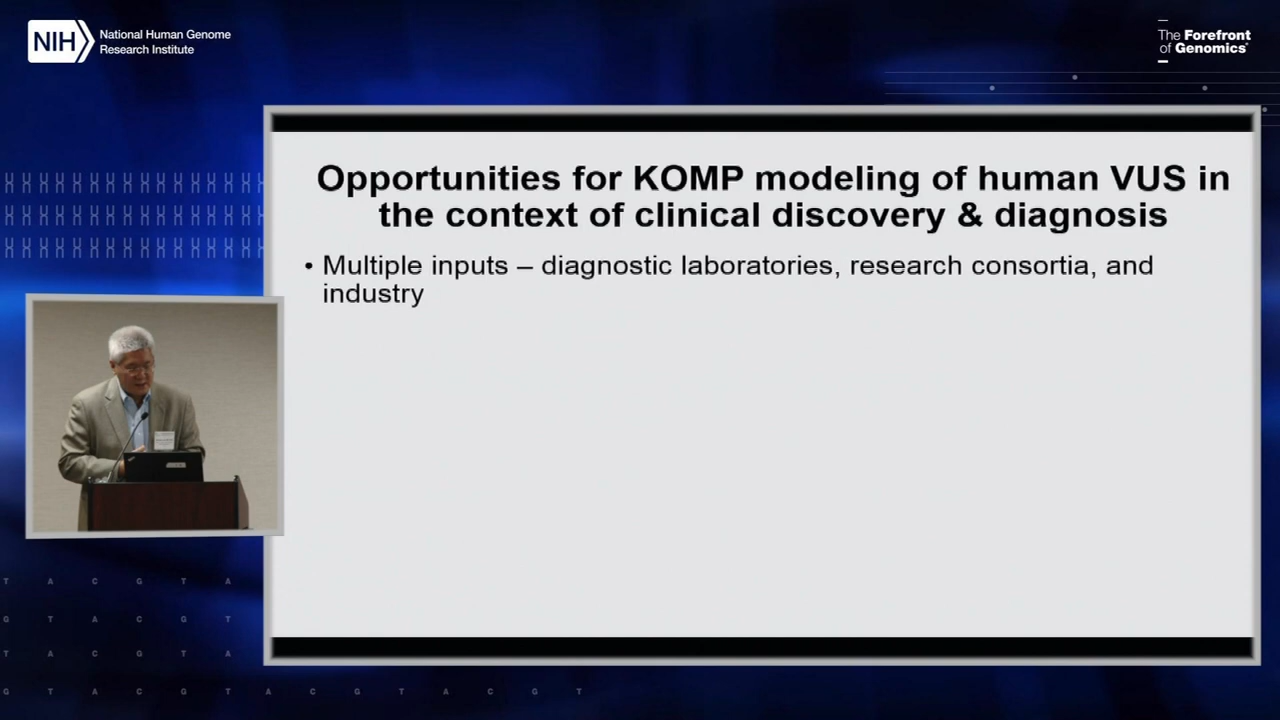 NIH
National Human Genome
Research Institute
The Forefront
of Genomics®
Opportunities for KOMP modeling of human VUS in
the context of clinical discovery & diagnosis
• Multiple inputs – diagnostic laboratories, research consortia, and
industry
T A C G T A
G T A C G T
T A C G T A
G T A C G T A C G T A C G T